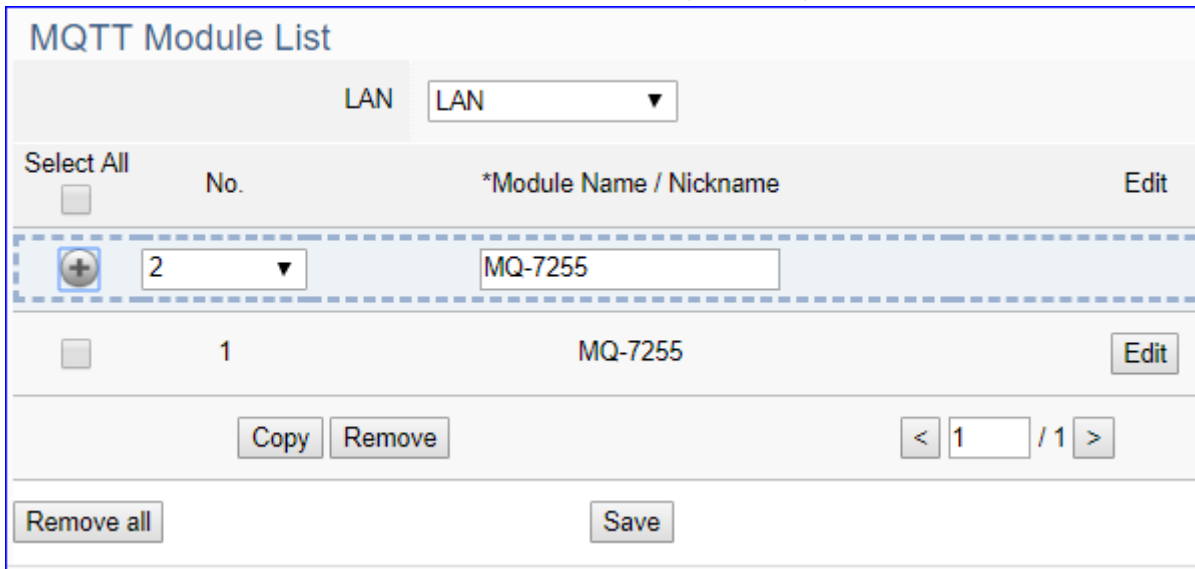 MQTT Module List
LAN LAN
Select All No. *Module Name / Nickname Edit
2 MQ-7255
1 MQ-7255 Edit
Copy Remove < 1 / 1 >
Remove all Save